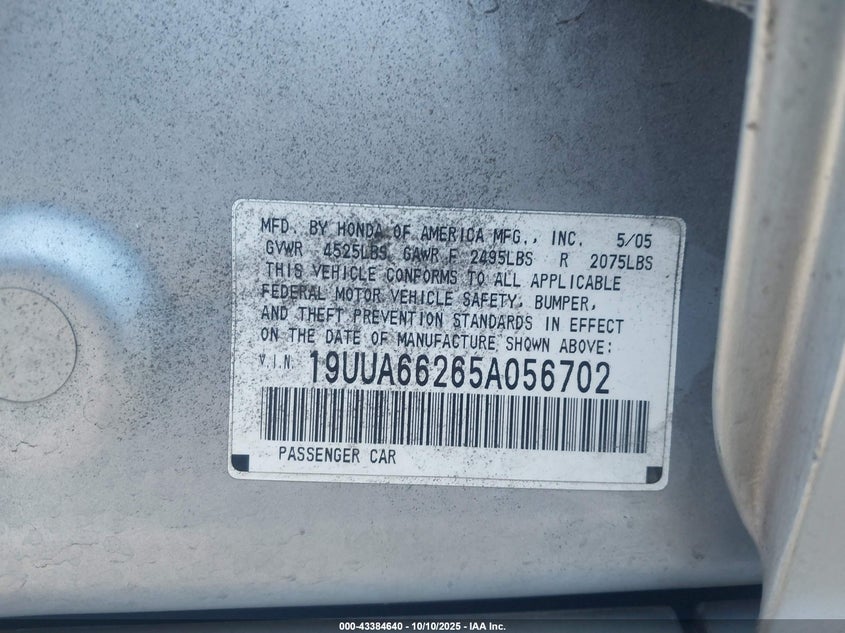 MFD. BY HONDA OF AMERICA MFG., INC. 5/05
GVWR 4525LBS GAWR F 2495LBS R 2075LBS
THIS VEHICLE CONFORMS TO ALL APPLICABLE
FEDERAL MOTOR VEHICLE SAFETY, BUMPER,
AND THEFT PREVENTION STANDARDS IN EFFECT
ON THE DATE OF MANUFACTURE SHOWN ABOVE:
V.I.N. 19UUA66265A056702
PASSENGER CAR
000-43384640 - 10/10/2025 - IAA Inc.